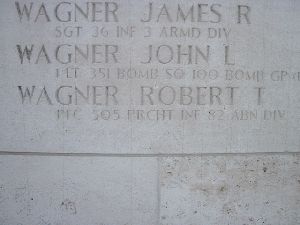 WAGNER JAMES R
SGT 36 INF 3 ARMD DIV
WAGNER JOHN L
1 LT 351 BOMB SQ 100 BOMB GP
WAGNER ROBERT T
PFC 505 PRCHT INF 82 ABN DIV